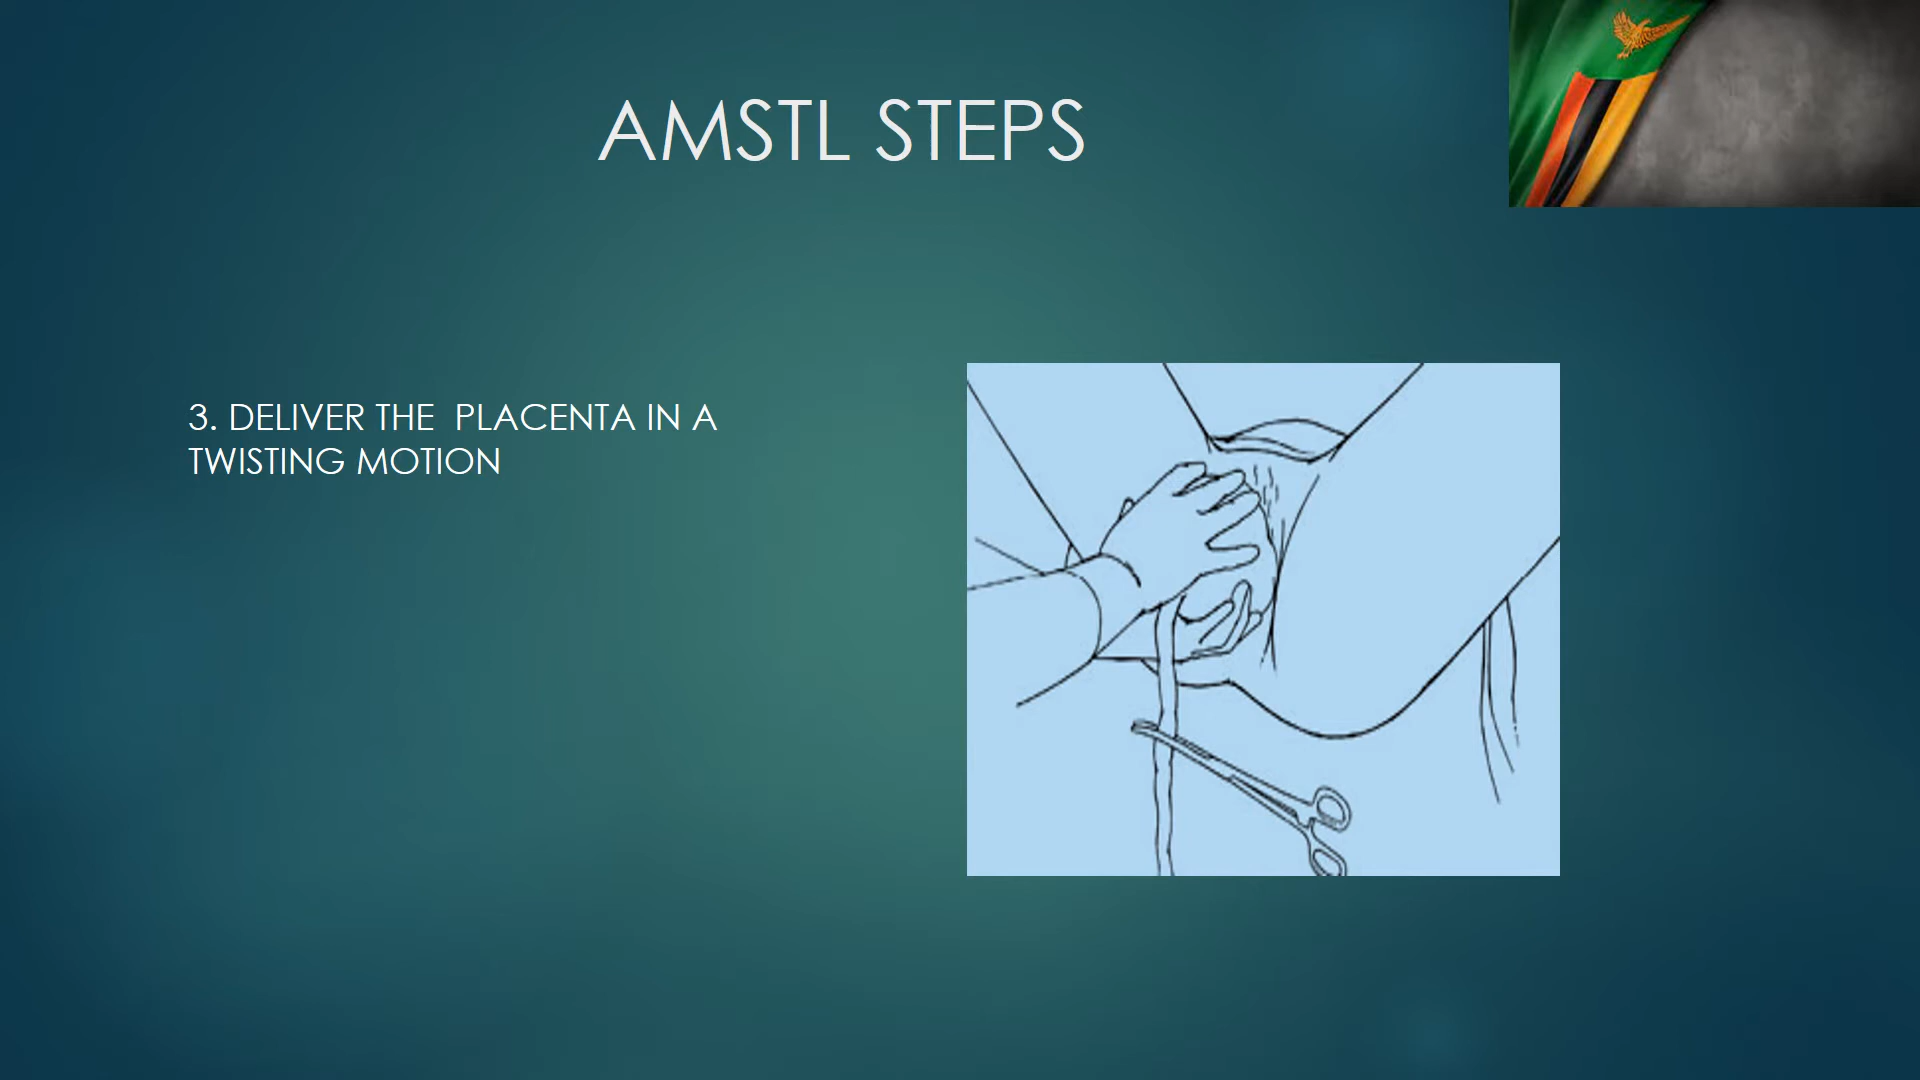 AMSTL STEPS
3. DELIVER THE  PLACENTA IN A
TWISTING MOTION